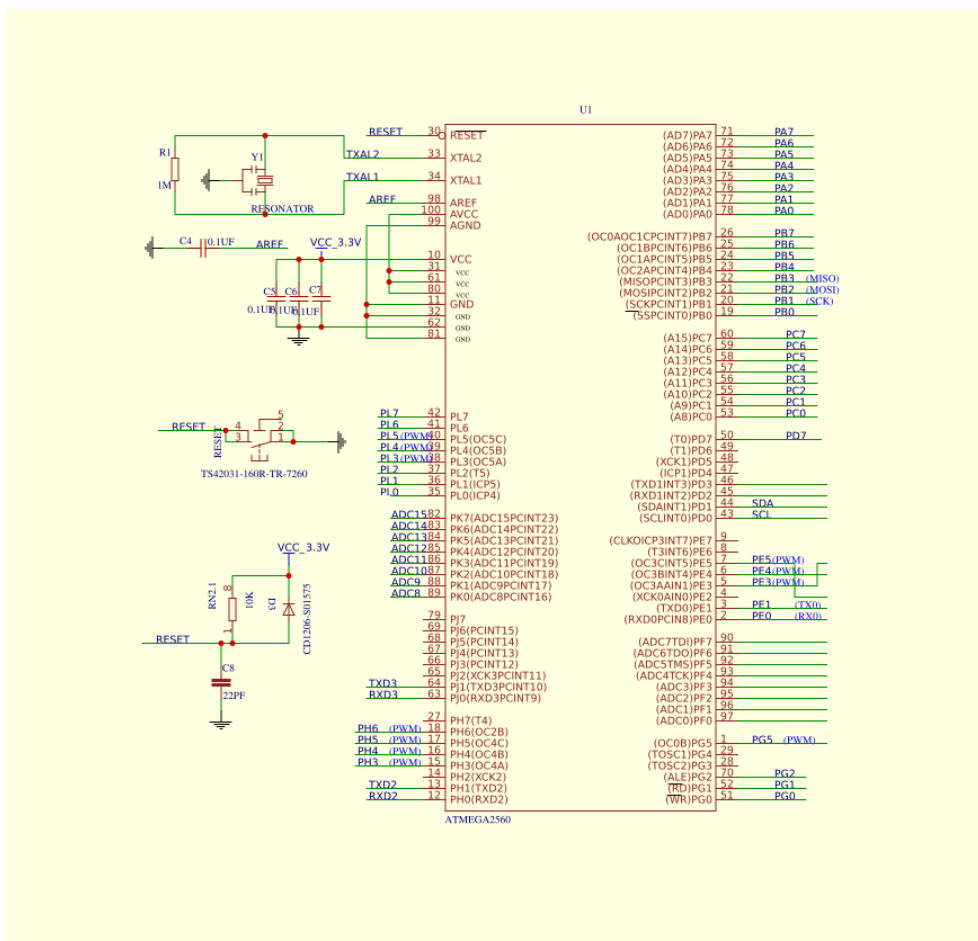 U1
RESET 30 RESET
TXAL2 33 XTAL2
TXAL1 34 XTAL1
AREF 98 AREF
100 AVCC
99 AGND
10 VCC
31 VCC
61 VCC
80 VCC
11 GND
32 GND
62 GND
81 GND
R1
1M
Y1
RESONATOR
C4 0.1UF AREF
VCC_3.3V
C5 C6 C7
0.1UF 0.1UF 0.1UF
RESET
RESET
4 3 5 2 1
TS42031-160R-TR-7260
VCC_3.3V
RN2.1
8
1
10K
D3
CD1206-S01575
RESET
C8
22PF
PL7 42 PL7
PL6 41 PL6
PL5 (PWM) 40 PL5(OC5C)
PL4 (PWM) 39 PL4(OC5B)
PL3 (PWM) 38 PL3(OC5A)
PL2 37 PL2(T5)
PL1 36 PL1(ICP5)
PL0 35 PL0(ICP4)
ADC15 82 PK7(ADC15PCINT23)
ADC14 83 PK6(ADC14PCINT22)
ADC13 84 PK5(ADC13PCINT21)
ADC12 85 PK4(ADC12PCINT20)
ADC11 86 PK3(ADC11PCINT19)
ADC10 87 PK2(ADC10PCINT18)
ADC9 88 PK1(ADC9PCINT17)
ADC8 89 PK0(ADC8PCINT16)
79 PJ7
69 PJ6(PCINT15)
68 PJ5(PCINT14)
67 PJ4(PCINT13)
66 PJ3(PCINT12)
65 PJ2(XCK3PCINT11)
TXD3 64 PJ1(TXD3PCINT10)
RXD3 63 PJ0(RXD3PCINT9)
27 PH7(T4)
PH6 (PWM) 18 PH6(OC2B)
PH5 (PWM) 17 PH5(OC4C)
PH4 (PWM) 16 PH4(OC4B)
PH3 (PWM) 15 PH3(OC4A)
14 PH2(XCK2)
TXD2 13 PH1(TXD2)
RXD2 12 PH0(RXD2)
ATMEGA2560
(AD7)PA7 71 PA7
(AD6)PA6 72 PA6
(AD5)PA5 73 PA5
(AD4)PA4 74 PA4
(AD3)PA3 75 PA3
(AD2)PA2 76 PA2
(AD1)PA1 77 PA1
(AD0)PA0 78 PA0
(OC0AOC1CPCINT7)PB7 26 PB7
(OC1BPCINT6)PB6 25 PB6
(OC1APCINT5)PB5 24 PB5
(OC2APCINT4)PB4 23 PB4
(MISOPCINT3)PB3 22 PB3 (MISO)
(MOSIPCINT2)PB2 21 PB2 (MOSI)
(SCKPCINT1)PB1 20 PB1 (SCK)
(SSPCINT0)PB0 19 PB0
(A15)PC7 60 PC7
(A14)PC6 59 PC6
(A13)PC5 58 PC5
(A12)PC4 57 PC4
(A11)PC3 56 PC3
(A10)PC2 55 PC2
(A9)PC1 54 PC1
(A8)PC0 53 PC0
(T0)PD7 50 PD7
(T1)PD6 49
(XCK1)PD5 48
(ICP1)PD4 47
(TXD1INT3)PD3 46
(RXD1INT2)PD2 45
(SDAINT1)PD1 44 SDA
(SCLINT0)PD0 43 SCL
(CLKOICP3INT7)PE7 9
(T3INT6)PE6 8
(OC3CINT5)PE5 7 PE5(PWM)
(OC3BINT4)PE4 6 PE4(PWM)
(OC3AAIN1)PE3 5 PE3(PWM)
(XCK0AIN0)PE2 4
(TXD0)PE1 3 PE1 (TX0)
(RXD0PCIN8)PE0 2 PE0 (RX0)
(ADC7TDI)PF7 90
(ADC6TDO)PF6 91
(ADC5TMS)PF5 92
(ADC4TCK)PF4 93
(ADC3)PF3 94
(ADC2)PF2 95
(ADC1)PF1 96
(ADC0)PF0 97
(OC0B)PG5 1 PG5 (PWM)
(TOSC1)PG4 29
(TOSC2)PG3 28
(ALE)PG2 70 PG2
(RD)PG1 52 PG1
(WR)PG0 51 PG0